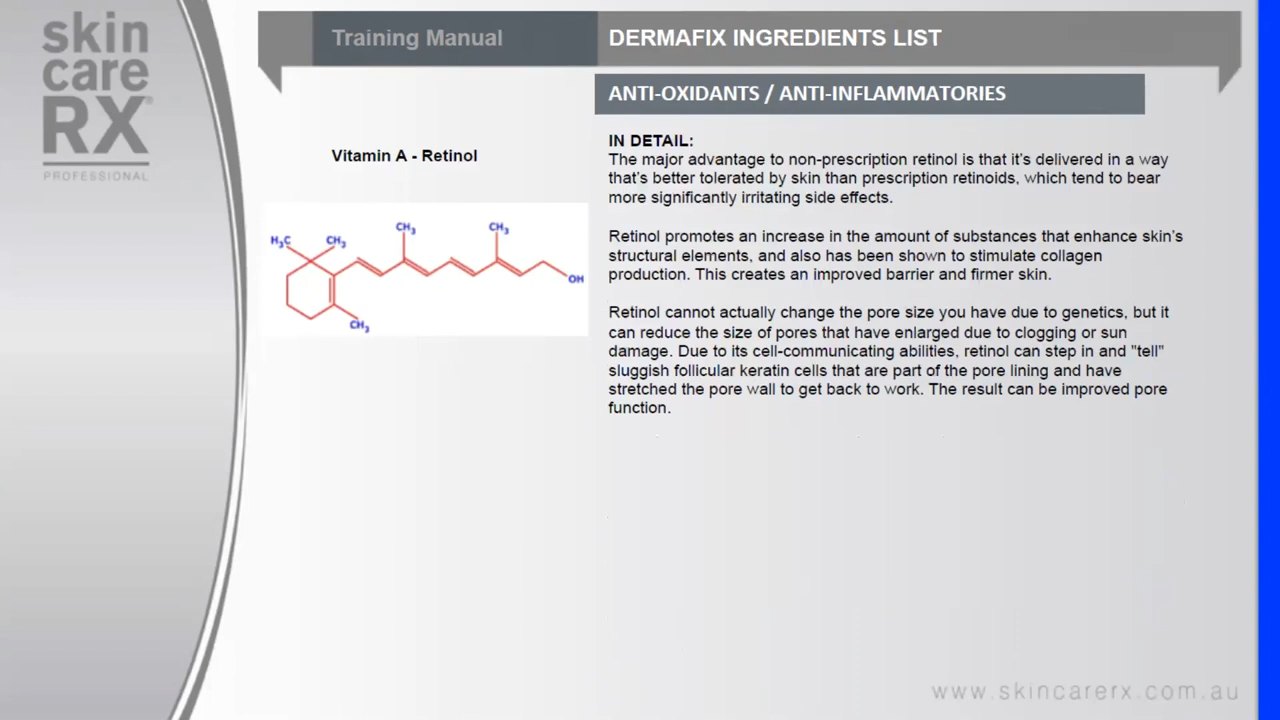 skin
care
RX®
PROFESSIONAL
Training Manual
DERMAFIX INGREDIENTS LIST
ANTI-OXIDANTS / ANTI-INFLAMMATORIES
Vitamin A - Retinol
H₃C
CH₃
CH₃
CH₃
OH
CH₃
IN DETAIL:
The major advantage to non-prescription retinol is that it’s delivered in a way
that’s better tolerated by skin than prescription retinoids, which tend to bear
more significantly irritating side effects.
Retinol promotes an increase in the amount of substances that enhance skin’s
structural elements, and also has been shown to stimulate collagen
production. This creates an improved barrier and firmer skin.
Retinol cannot actually change the pore size you have due to genetics, but it
can reduce the size of pores that have enlarged due to clogging or sun
damage. Due to its cell-communicating abilities, retinol can step in and "tell"
sluggish follicular keratin cells that are part of the pore lining and have
stretched the pore wall to get back to work. The result can be improved pore
function.
www.skincarerx.com.au